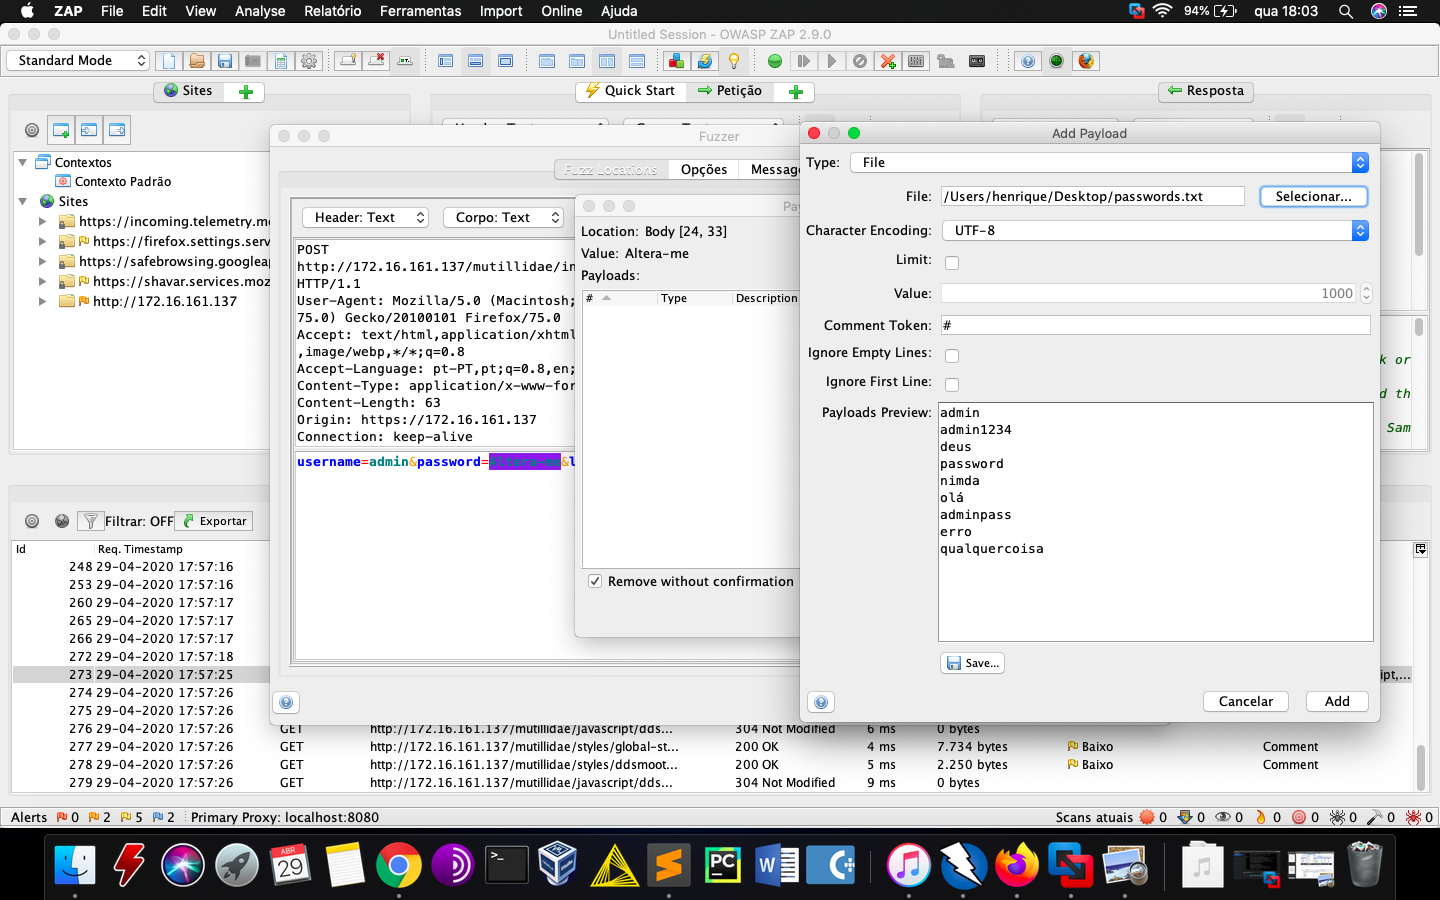 ZAP File Edit View Analyse Relatório Ferramentas Import Online Ajuda 94% qua 18:03
Untitled Session - OWASP ZAP 2.9.0
Standard Mode
Sites
Quick Start
Petição
Resposta
Contextos
Contexto Padrão
Sites
https://incoming.telemetry.mo
https://firefox.settings.serv
https://safebrowsing.googleap
https://shavar.services.moz
http://172.16.161.137
Fuzzer
Fuzz Locations Opções Messag
Header: Text Corpo: Text
POST
http://172.16.161.137/mutillidae/in
HTTP/1.1
User-Agent: Mozilla/5.0 (Macintosh;
75.0) Gecko/20100101 Firefox/75.0
Accept: text/html,application/xhtml
,image/webp,*/*;q=0.8
Accept-Language: pt-PT,pt;q=0.8,en;
Content-Type: application/x-www-for
Content-Length: 63
Origin: https://172.16.161.137
Connection: keep-alive
username=admin&password=Altera-me&l
Pay
Location: Body [24, 33]
Value: Altera-me
Payloads:
# Type Description
Remove without confirmation
Add Payload
Type: File
File: /Users/henrique/Desktop/passwords.txt Selecionar...
Character Encoding: UTF-8
Limit:
Value: 1000
Comment Token: #
Ignore Empty Lines:
Ignore First Line:
Payloads Preview:
admin
admin1234
deus
password
nimda
olá
adminpass
erro
qualquercoisa
Save...
Cancelar Add
k or
d th
Sam
Filtrar: OFF Exportar
Id Req. Timestamp
248 29-04-2020 17:57:16
253 29-04-2020 17:57:16
260 29-04-2020 17:57:17
265 29-04-2020 17:57:17
266 29-04-2020 17:57:17
272 29-04-2020 17:57:18
273 29-04-2020 17:57:25 ipt,...
274 29-04-2020 17:57:26
275 29-04-2020 17:57:26
276 29-04-2020 17:57:26 GET http://172.16.161.137/mutillidae/javascript/dds... 304 Not Modified 6 ms 0 bytes
277 29-04-2020 17:57:26 GET http://172.16.161.137/mutillidae/styles/global-st... 200 OK 4 ms 7.734 bytes Baixo Comment
278 29-04-2020 17:57:26 GET http://172.16.161.137/mutillidae/styles/ddsmoot... 200 OK 5 ms 2.250 bytes Baixo Comment
279 29-04-2020 17:57:26 GET http://172.16.161.137/mutillidae/javascript/dds... 304 Not Modified 9 ms 0 bytes
Alerts 0 2 5 2 Primary Proxy: localhost:8080 Scans atuais 0 0 0 0 0 0 0 0
ABR
29
PC
W